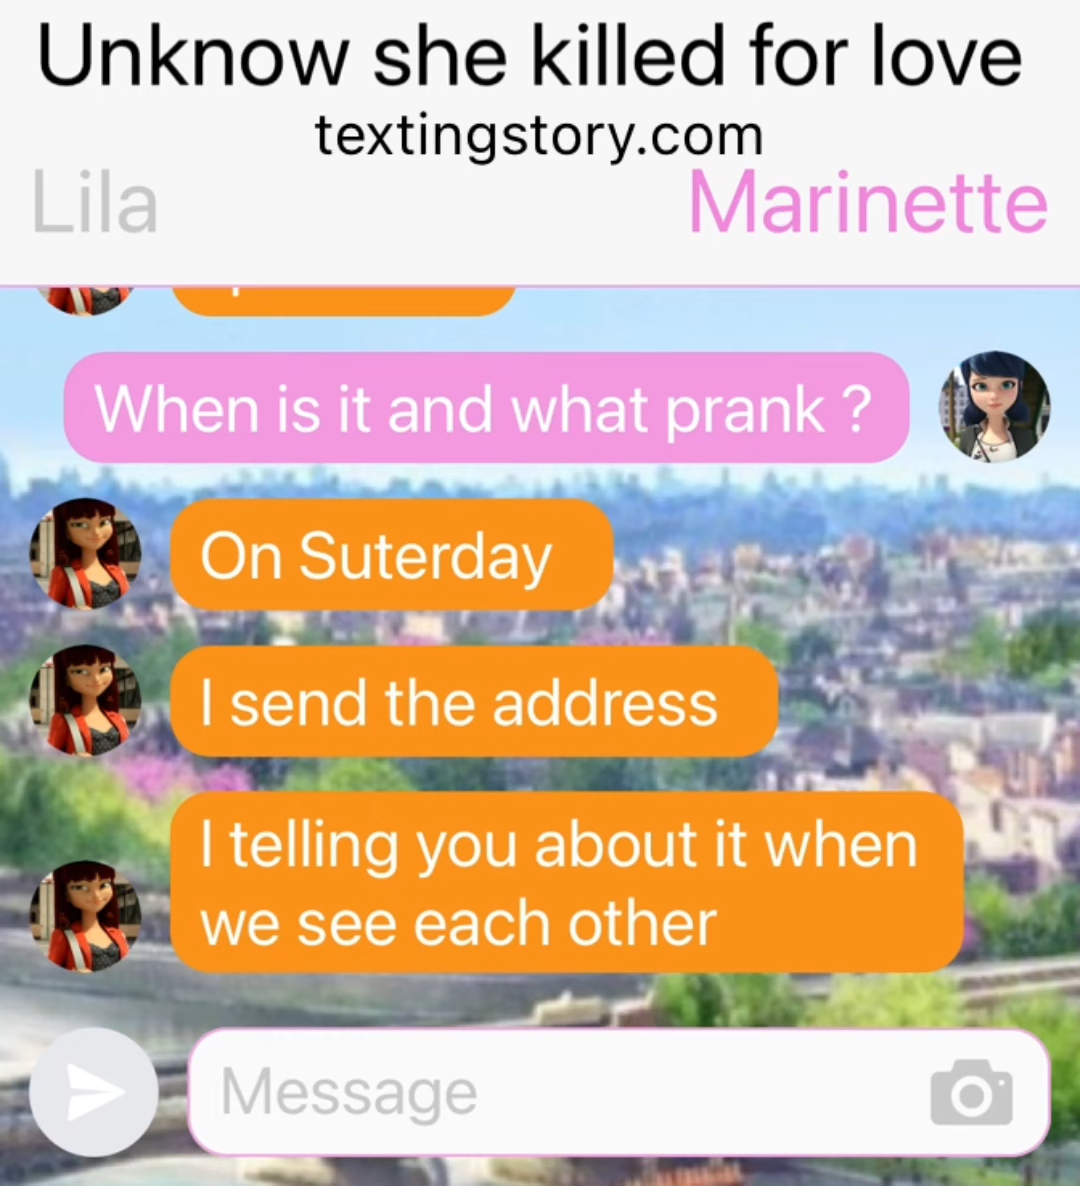 Unknow she killed for love
textingstory.com
Lila
Marinette
When is it and what prank ?
On Suterday
I send the address
I telling you about it when
we see each other
Message